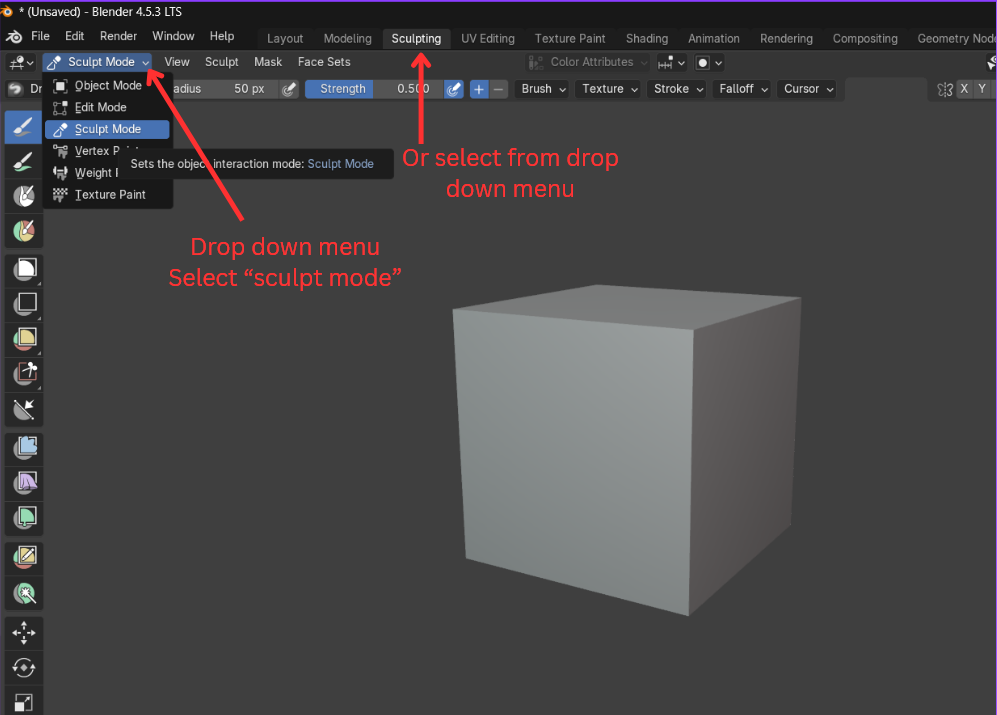 * (Unsaved) - Blender 4.5.3 LTS
File Edit Render Window Help Layout Modeling Sculpting UV Editing Texture Paint Shading Animation Rendering Compositing Geometry Node
Sculpt Mode View Sculpt Mask Face Sets Color Attributes
Dr adius 50 px Strength 0.500 Brush Texture Stroke Falloff Cursor X Y
Object Mode
Edit Mode
Sculpt Mode
Vertex P
Sets the object interaction mode: Sculpt Mode
Weight P
Texture Paint
Or select from drop
down menu
Drop down menu
Select “sculpt mode”